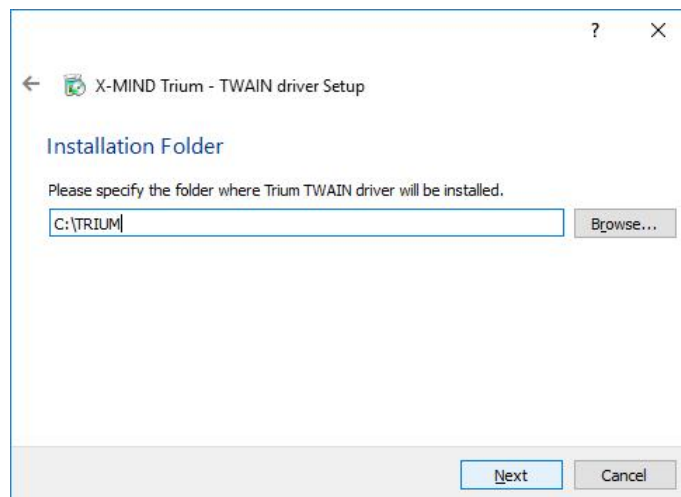 ?
X-MIND Trium - TWAIN driver Setup
Installation Folder
Please specify the folder where Trium TWAIN driver will be installed.
C:\TRIUM
Browse...
Next
Cancel